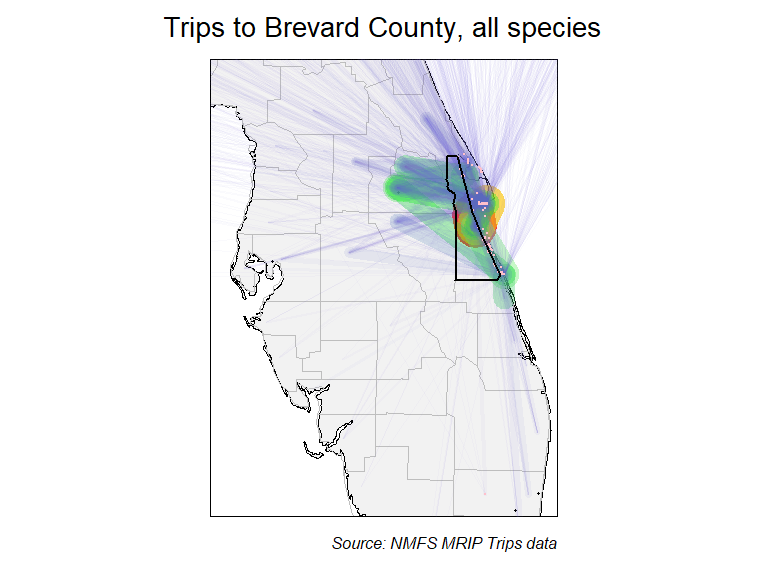 Trips to Brevard County, all species
Source: NMFS MRIP Trips data